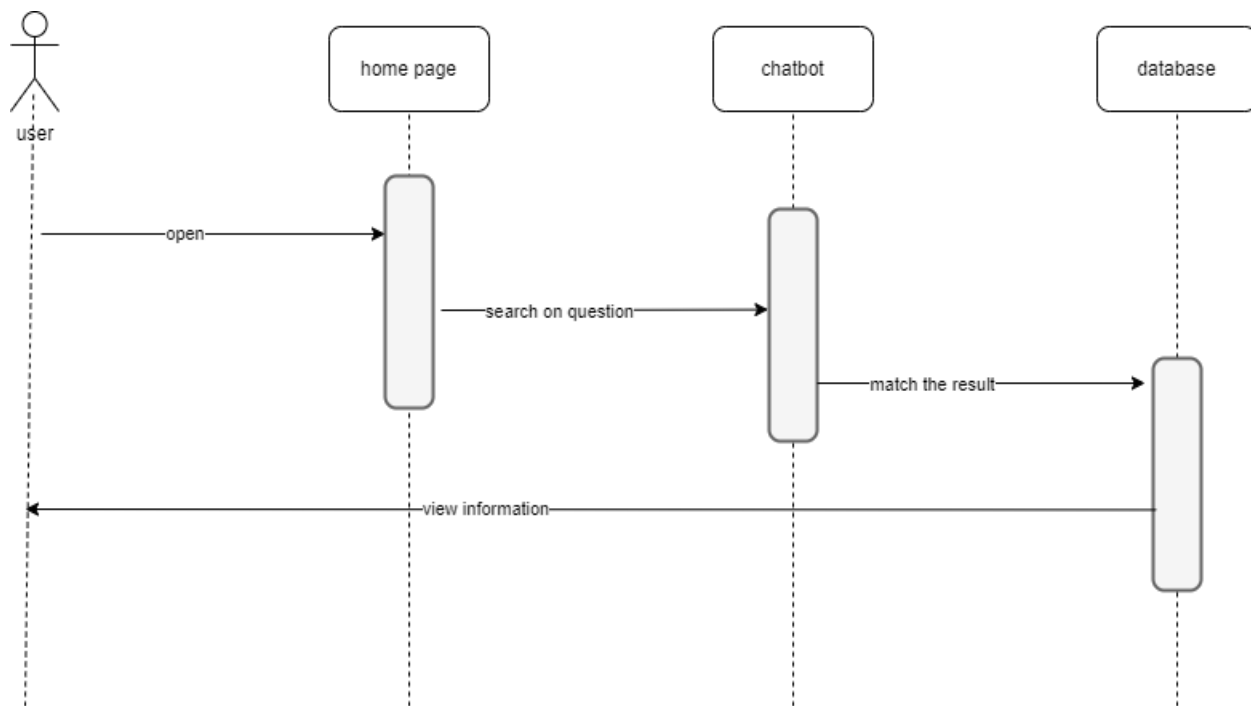 home page
chatbot
database
user
open
search on question
match the result
view information